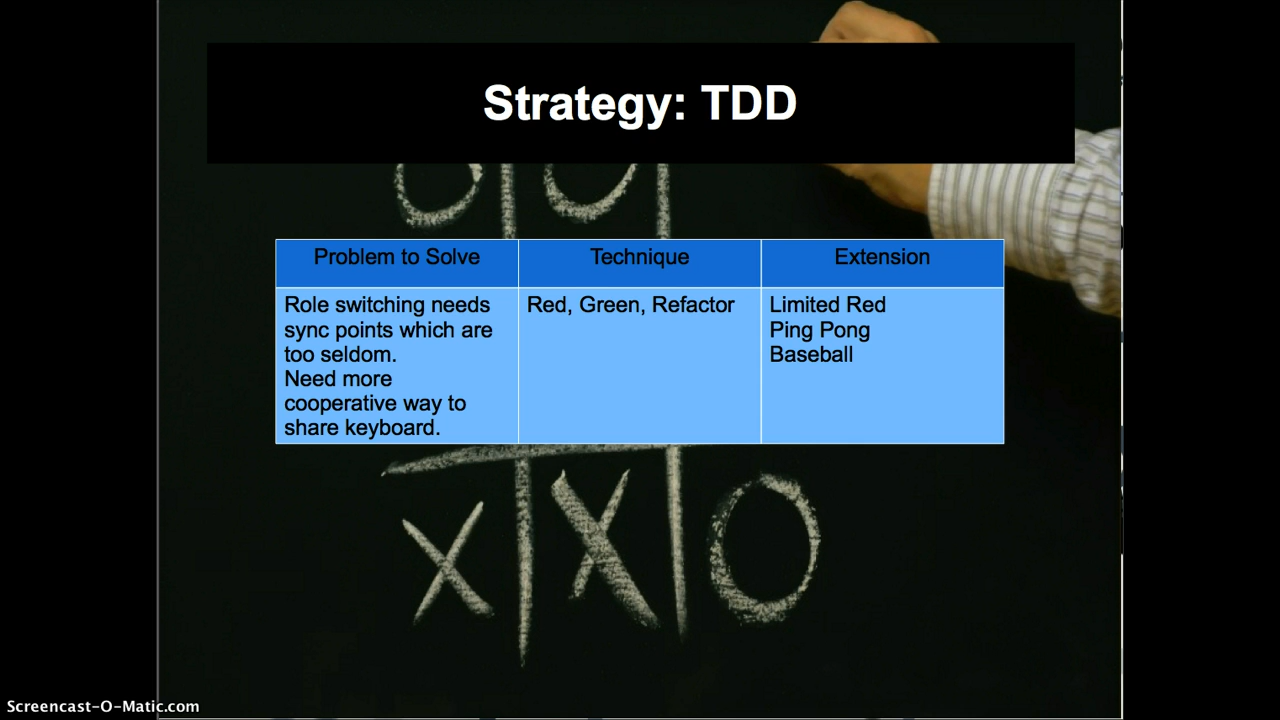 Strategy: TDD
Problem to Solve
Technique
Extension
Role switching needs
sync points which are
too seldom.
Need more
cooperative way to
share keyboard.
Red, Green, Refactor
Limited Red
Ping Pong
Baseball
X X O
Screencast-O-Matic.com